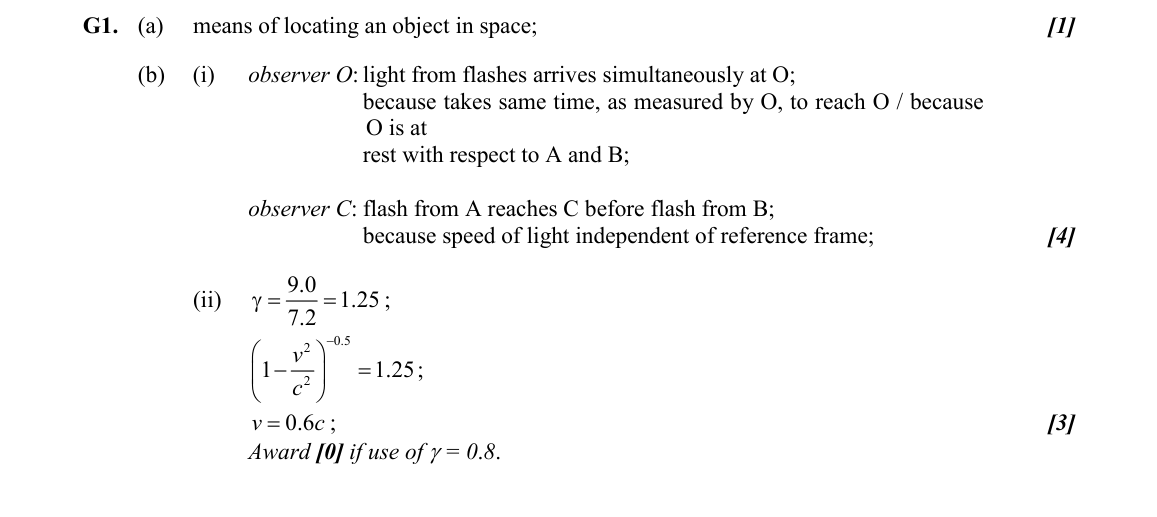 G1. (a) means of locating an object in space; [1]
(b) (i) observer O: light from flashes arrives simultaneously at O;
because takes same time, as measured by O, to reach O / because
O is at
rest with respect to A and B;
observer C: flash from A reaches C before flash from B;
because speed of light independent of reference frame; [4]
(ii) γ = 9.0/7.2 = 1.25 ;
(1 − v²/c²)^−0.5 = 1.25 ;
v = 0.6c ; [3]
Award [0] if use of γ = 0.8.